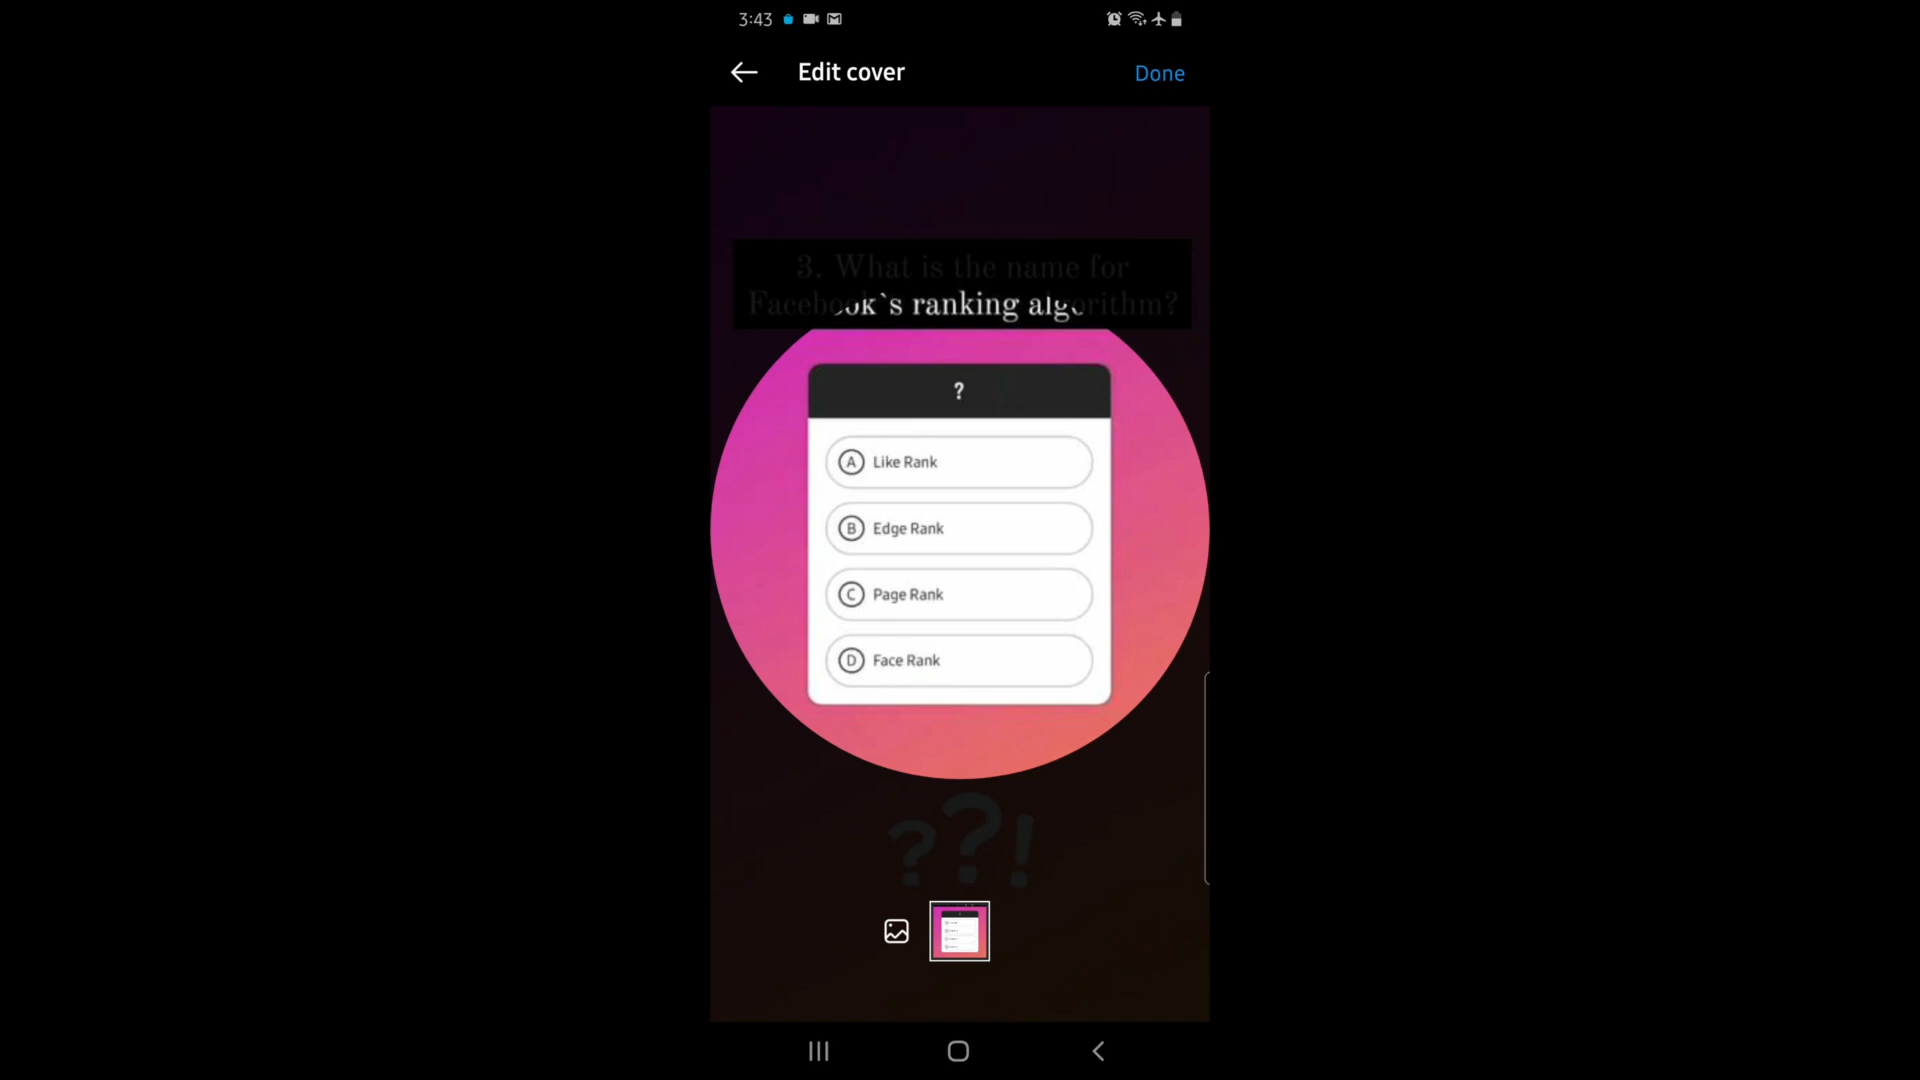 3:43
Edit cover
Done
3. What is the name for
Facebook`s ranking algorithm?
?
A Like Rank
B Edge Rank
C Page Rank
D Face Rank
??!